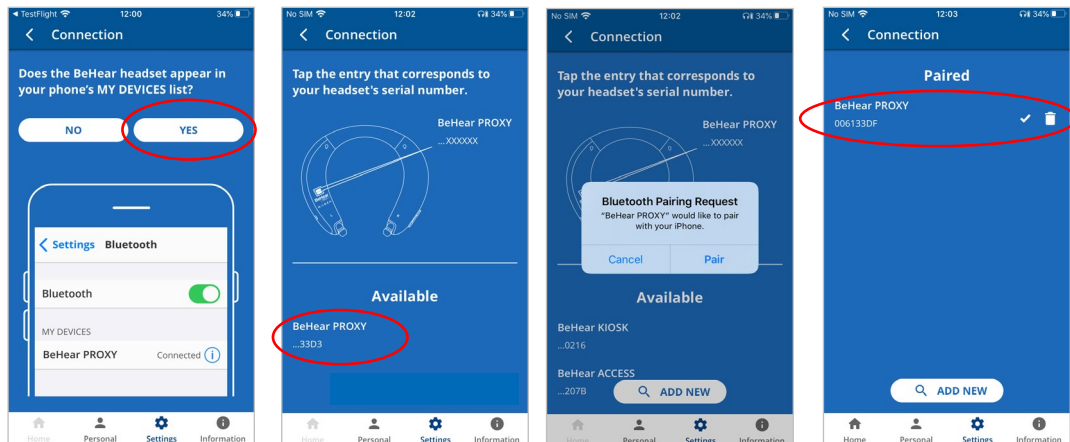 TestFlight 12:00 34%
Connection
Does the BeHear headset appear in
your phone's MY DEVICES list?
NO YES
Settings Bluetooth
Bluetooth
MY DEVICES
BeHear PROXY Connected
Home Personal Settings Information
No SIM 12:02 34%
Connection
Tap the entry that corresponds to
your headset's serial number.
BeHear PROXY
...XXXXXX
Available
BeHear PROXY
...33D3
Home Personal Settings Information
No SIM 12:02 34%
Connection
Tap the entry that corresponds to
your headset's serial number.
BeHear PROXY
...XXXXXX
Bluetooth Pairing Request
"BeHear PROXY" would like to pair
with your iPhone.
Cancel Pair
Available
BeHear KIOSK
...0216
BeHear ACCESS
...207B ADD NEW
Home Personal Settings Information
No SIM 12:03 34%
Connection
Paired
BeHear PROXY
006133DF
ADD NEW
Home Personal Settings Information